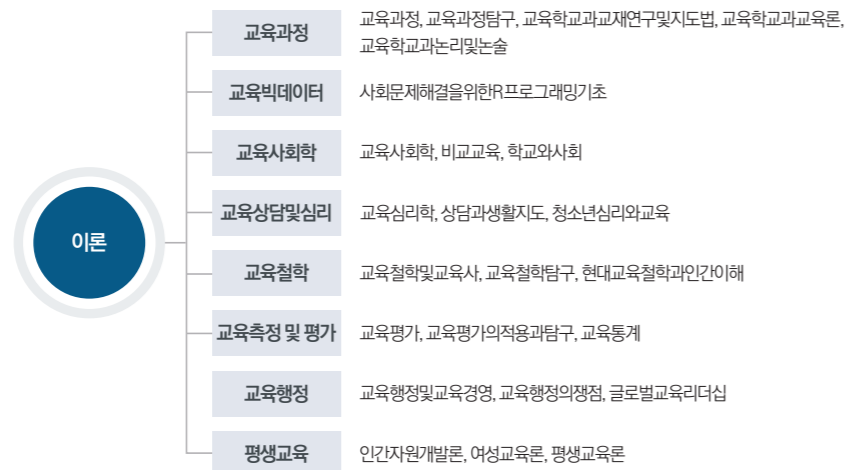 이론
교육과정
교육과정, 교육과정탐구, 교육학교과교재연구및지도법, 교육학교과교육론,
교육학교과논리및논술
교육빅데이터
사회문제해결을위한R프로그래밍기초
교육사회학
교육사회학, 비교교육, 학교와사회
교육상담및심리
교육심리학, 상담과생활지도, 청소년심리와교육
교육철학
교육철학및교육사, 교육철학탐구, 현대교육철학과인간이해
교육측정 및 평가
교육평가, 교육평가의적용과탐구, 교육통계
교육행정
교육행정및교육경영, 교육행정의쟁점, 글로벌교육리더십
평생교육
인간자원개발론, 여성교육론, 평생교육론